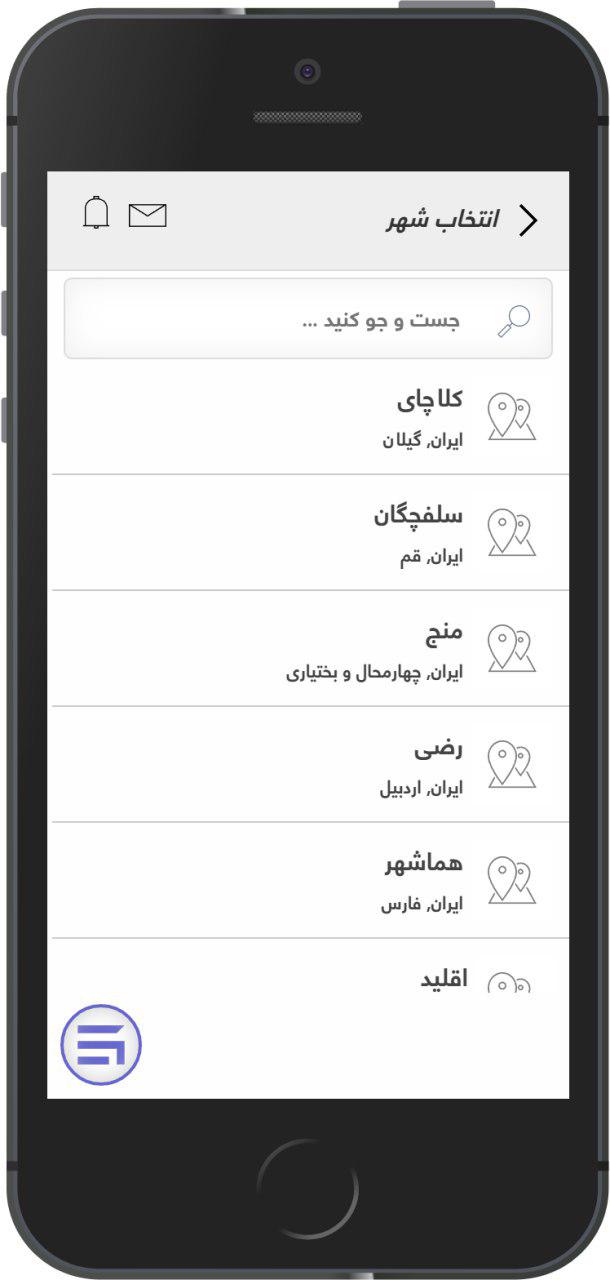 انتخاب شهر
جست و جو کنید ...
کلاچای
ایران, گیلان
سلفچگان
ایران, قم
منج
ایران, چهارمحال و بختیاری
رضی
ایران, اردبیل
هماشهر
ایران, فارس
اقلید